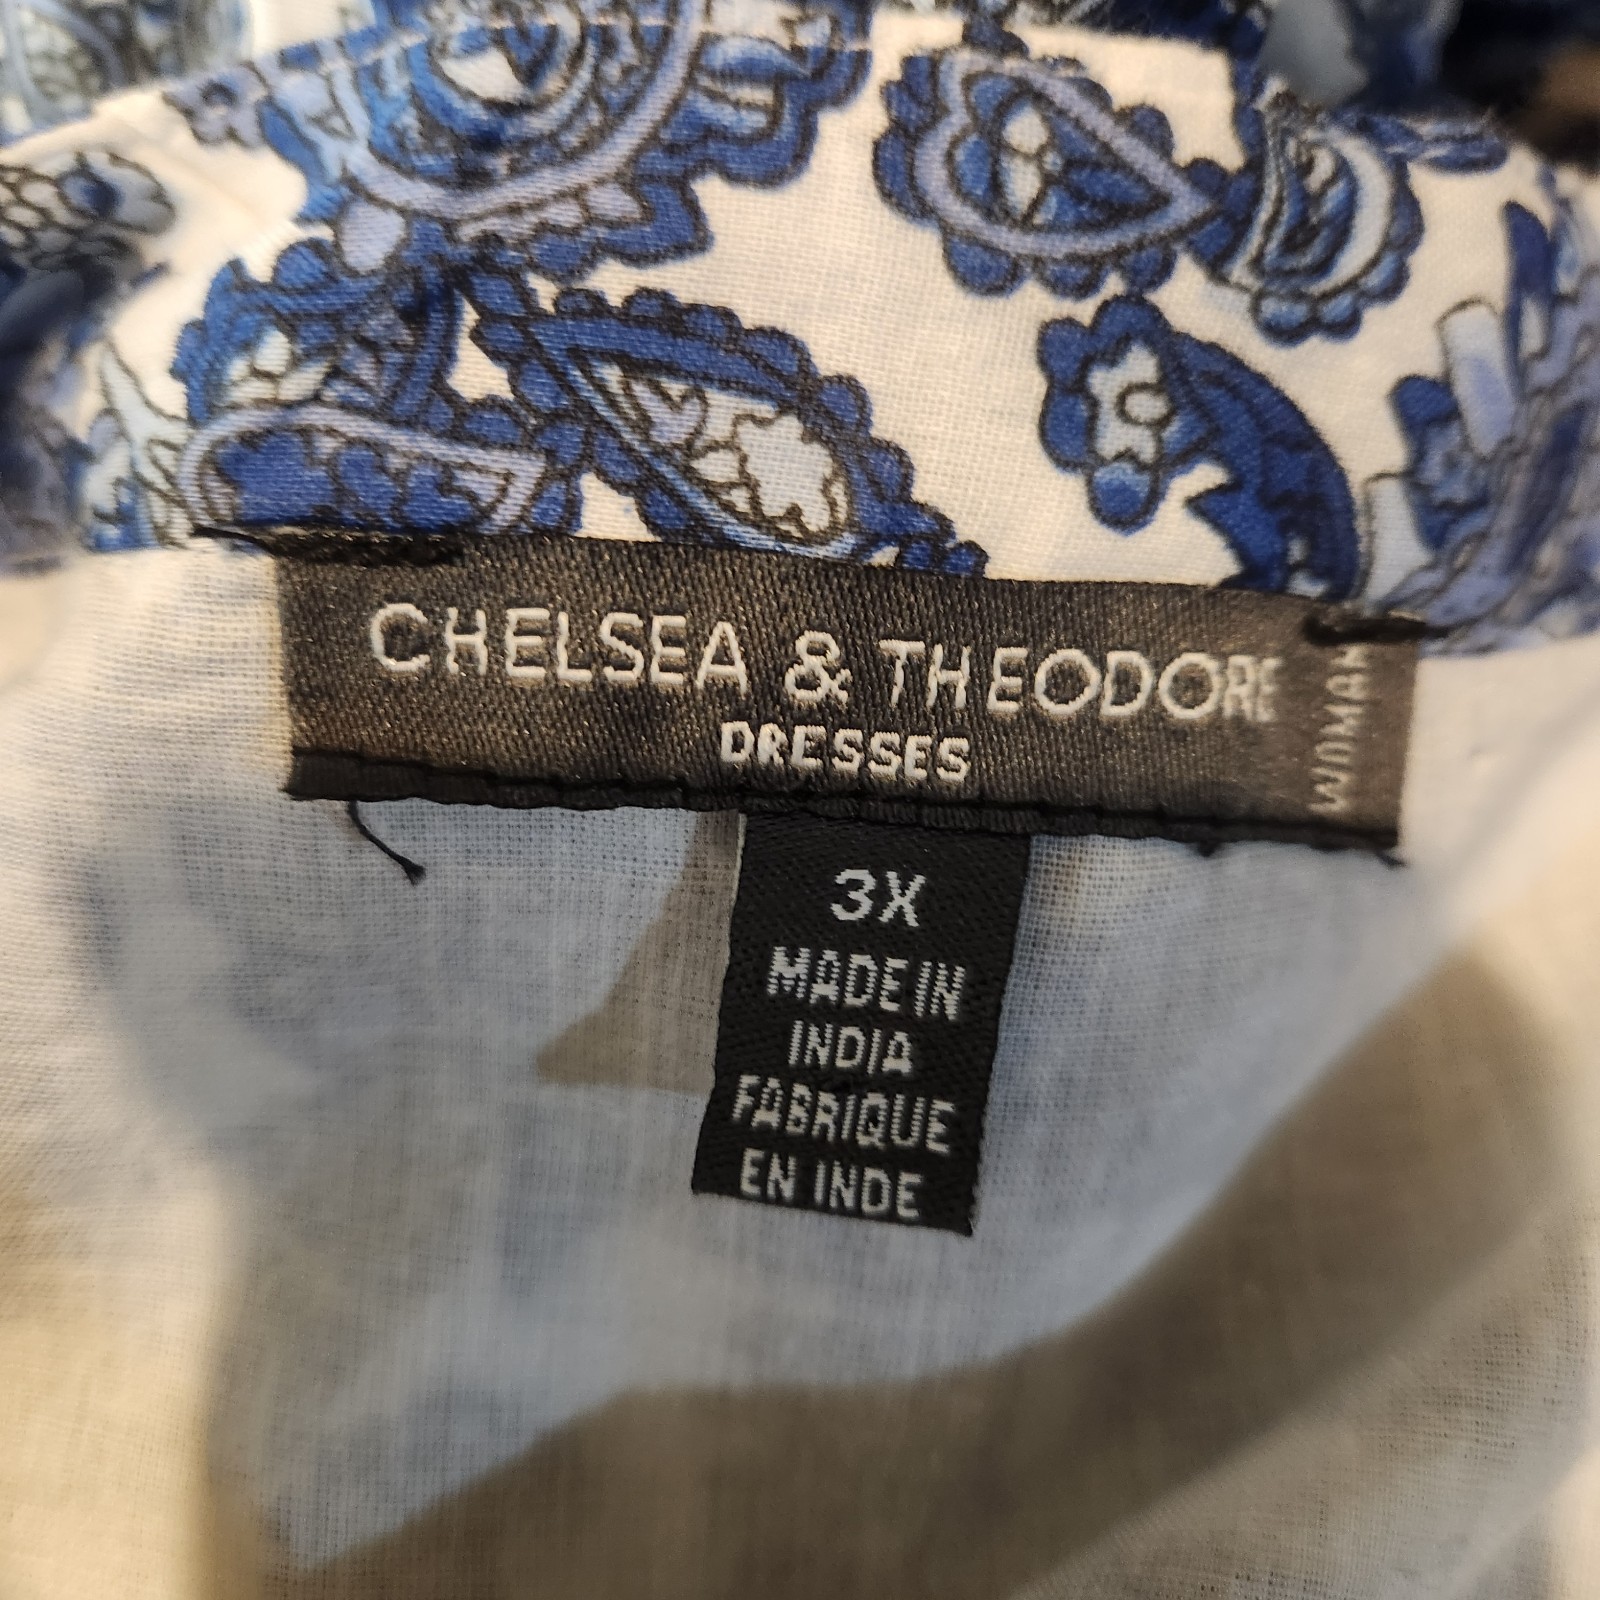 CHELSEA & THEODORE
DRESSES
WOMAN
3X
MADE IN
INDIA
FABRIQUE
EN INDE